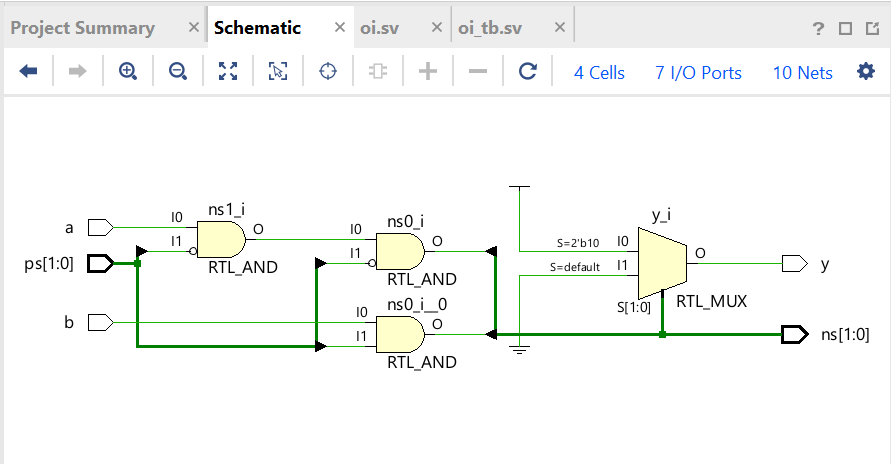 Project Summary × Schematic × oi.sv × oi_tb.sv × ?
4 Cells 7 I/O Ports 10 Nets
a
ps[1:0]
b
ns1_i
I0
I1
O
RTL_AND
ns0_i
I0
I1
O
RTL_AND
ns0_i__0
I0
I1
O
RTL_AND
y_i
S=2'b10 I0
S=default I1
O
S[1:0]
RTL_MUX
y
ns[1:0]